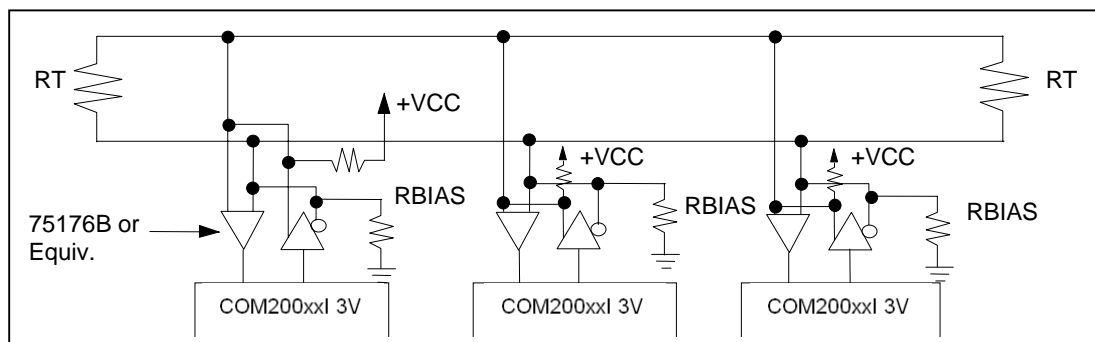 RT
RT
+VCC
+VCC
+VCC
RBIAS
RBIAS
RBIAS
75176B or
Equiv.
COM200xxI 3V
COM200xxI 3V
COM200xxI 3V